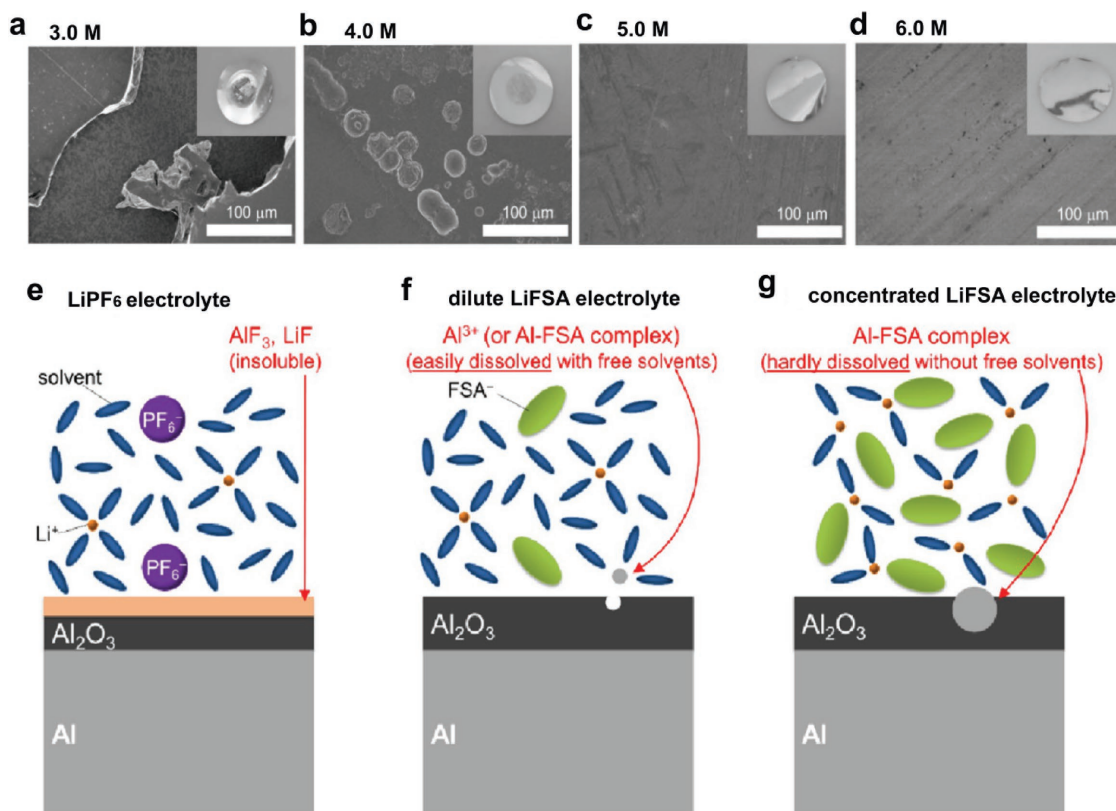 a 3.0 M
b 4.0 M
c 5.0 M
d 6.0 M
100 μm
100 μm
100 μm
100 μm
e LiPF₆ electrolyte
AlF₃, LiF
(insoluble)
solvent
PF₆⁻
Li⁺
PF₆⁻
Al₂O₃
Al
f dilute LiFSA electrolyte
Al³⁺ (or Al-FSA complex)
(easily dissolved with free solvents)
FSA⁻
Al₂O₃
Al
g concentrated LiFSA electrolyte
Al-FSA complex
(hardly dissolved without free solvents)
Al₂O₃
Al